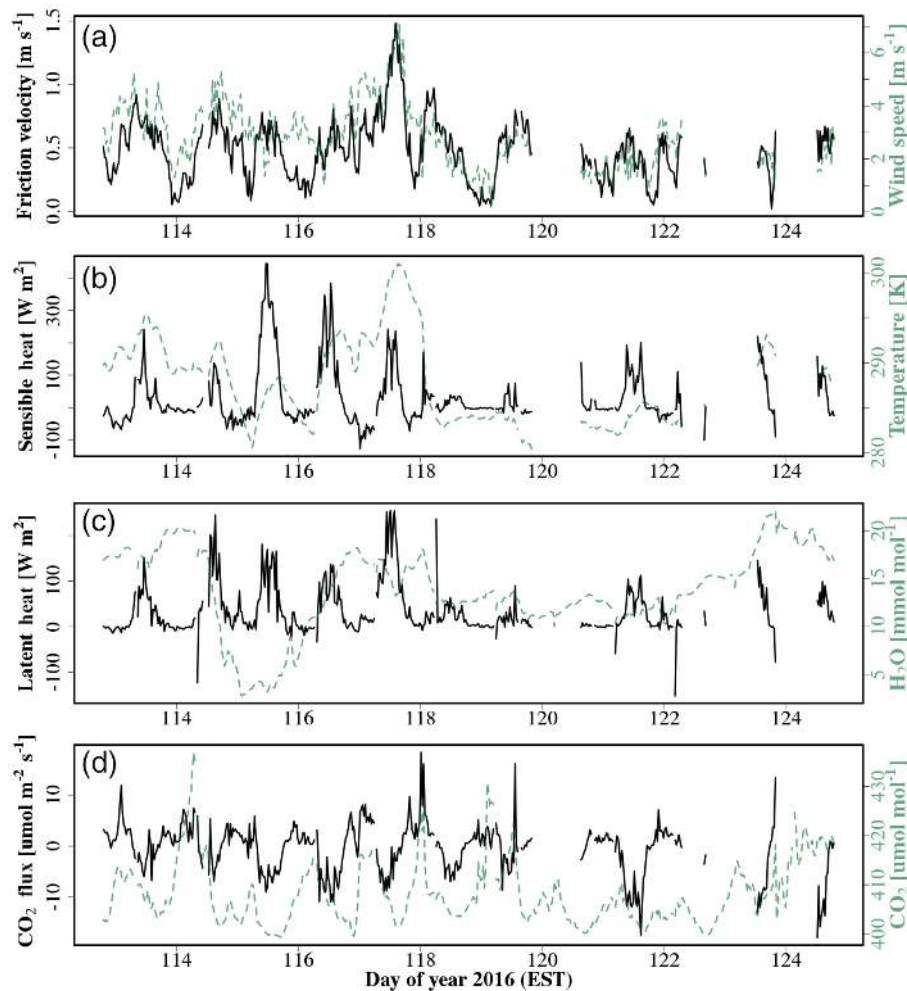 (a)
Friction velocity [m s⁻¹]
0.0 0.5 1.0 1.5
Wind speed [m s⁻¹]
0 2 4 6
114 116 118 120 122 124
(b)
Sensible heat [W m²]
-100 100 300
Temperature [K]
280 290 300
114 116 118 120 122 124
(c)
Latent heat [W m²]
-100 0 100
H₂O [mmol mol⁻¹]
5 10 15 20
114 116 118 120 122 124
(d)
CO₂ flux [umol m⁻² s⁻¹]
-10 0 10
CO₂ [umol mol⁻¹]
400 410 420 430
114 116 118 120 122 124
Day of year 2016 (EST)